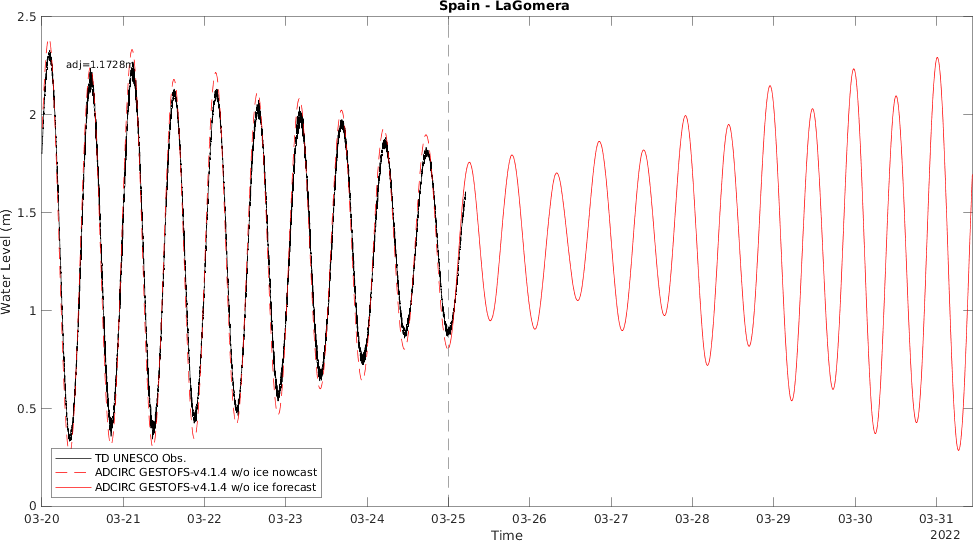 Spain - LaGomera
adj=1.1728m
Water Level (m)
2.5
2
1.5
1
0.5
0
TD UNESCO Obs.
ADCIRC GESTOFS-v4.1.4 w/o ice nowcast
ADCIRC GESTOFS-v4.1.4 w/o ice forecast
03-20 03-21 03-22 03-23 03-24 03-25 03-26 03-27 03-28 03-29 03-30 03-31
Time
2022